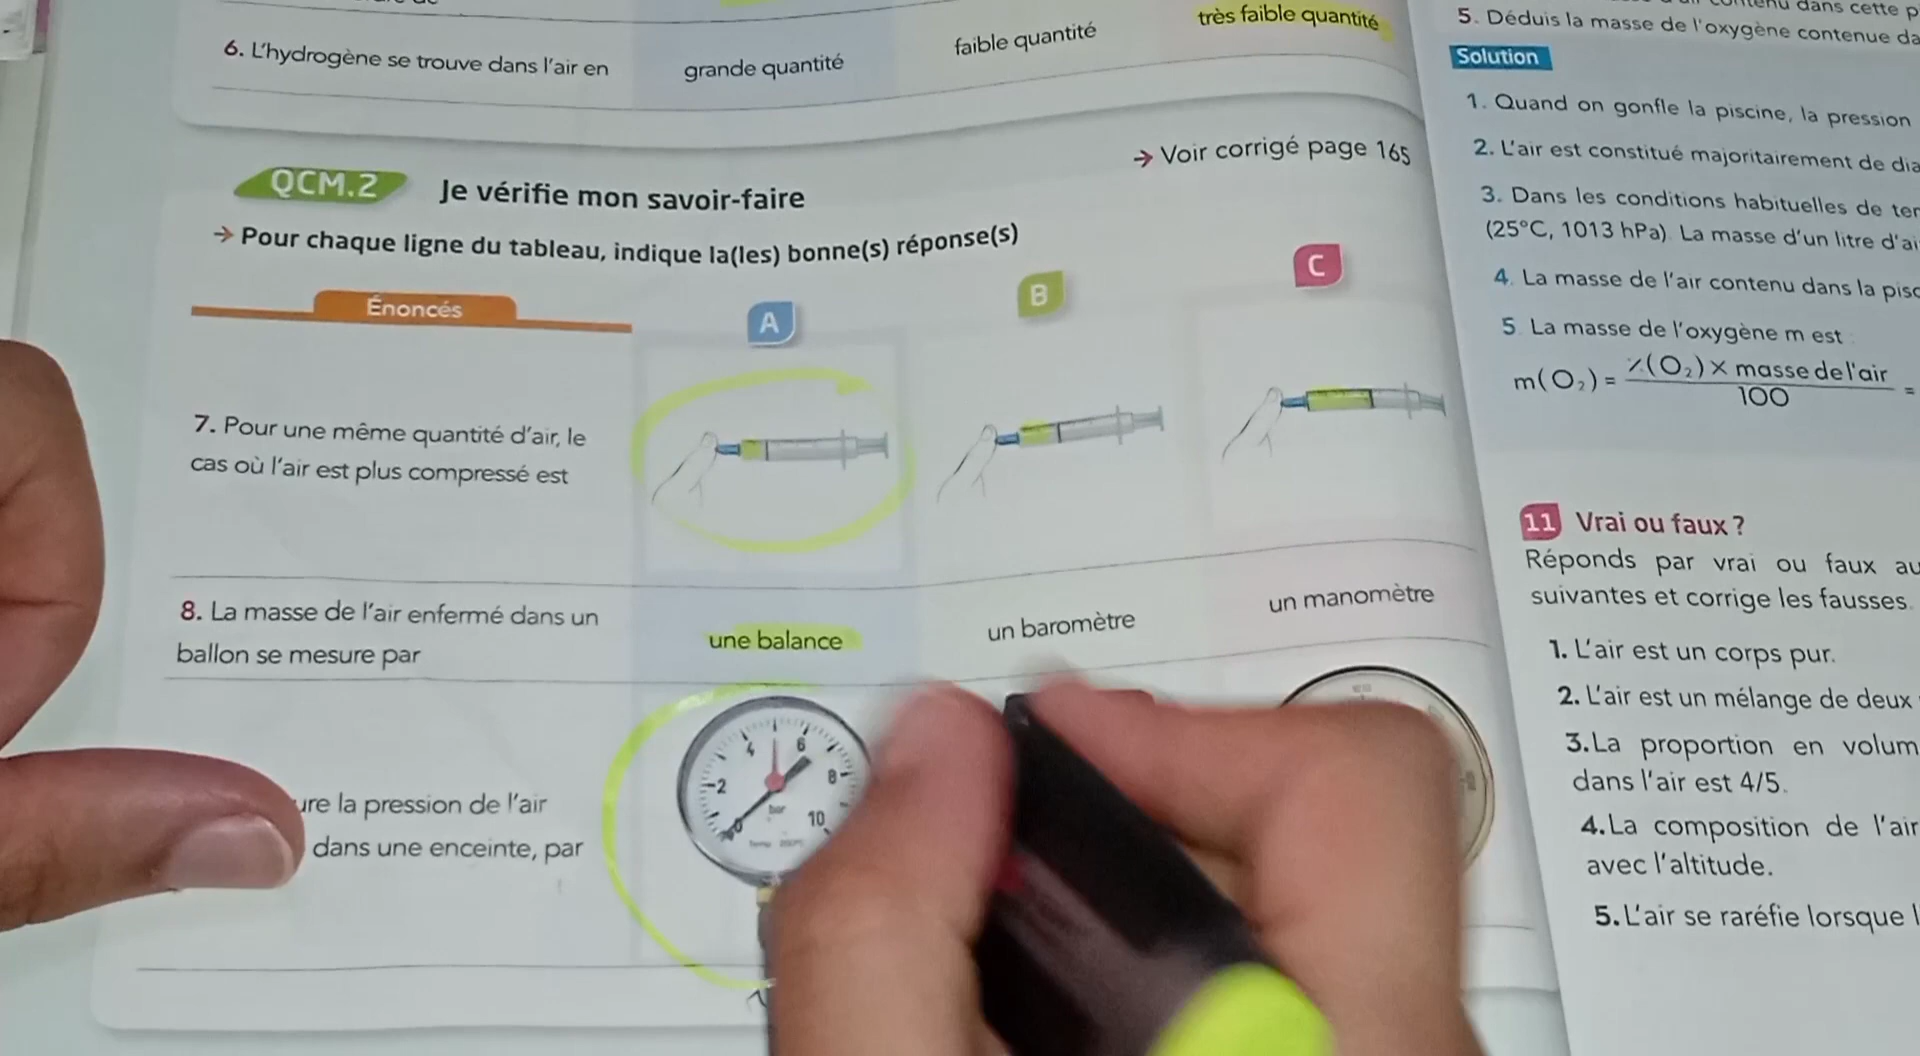 6. L'hydrogène se trouve dans l'air en
grande quantité
faible quantité
très faible quantité
→ Voir corrigé page 165
QCM.2 Je vérifie mon savoir-faire
→ Pour chaque ligne du tableau, indique la(les) bonne(s) réponse(s)
Énoncés
A
B
C
7. Pour une même quantité d'air, le
cas où l'air est plus compressé est
8. La masse de l'air enfermé dans un
ballon se mesure par
une balance
un baromètre
un manomètre
la pression de l'air
dans une enceinte, par
0
2
4
6
8
10
bar
dans cette
5. Déduis la masse de l'oxygène contenue
Solution
1. Quand on gonfle la piscine, la pression
2. L'air est constitué majoritairement de
3. Dans les conditions habituelles de
(25°C, 1013 hPa). La masse d'un litre
4. La masse de l'air contenu dans la
5. La masse de l'oxygène m est :
m(O₂) = %(O₂) × masse de l'air / 100 =
11 Vrai ou faux ?
Réponds par vrai ou faux
suivantes et corrige les fausses.
1. L'air est un corps pur.
2. L'air est un mélange de deux
3. La proportion en
dans l'air est 4/5.
4. La composition de l'air
avec l'altitude.
5. L'air se raréfie lorsque